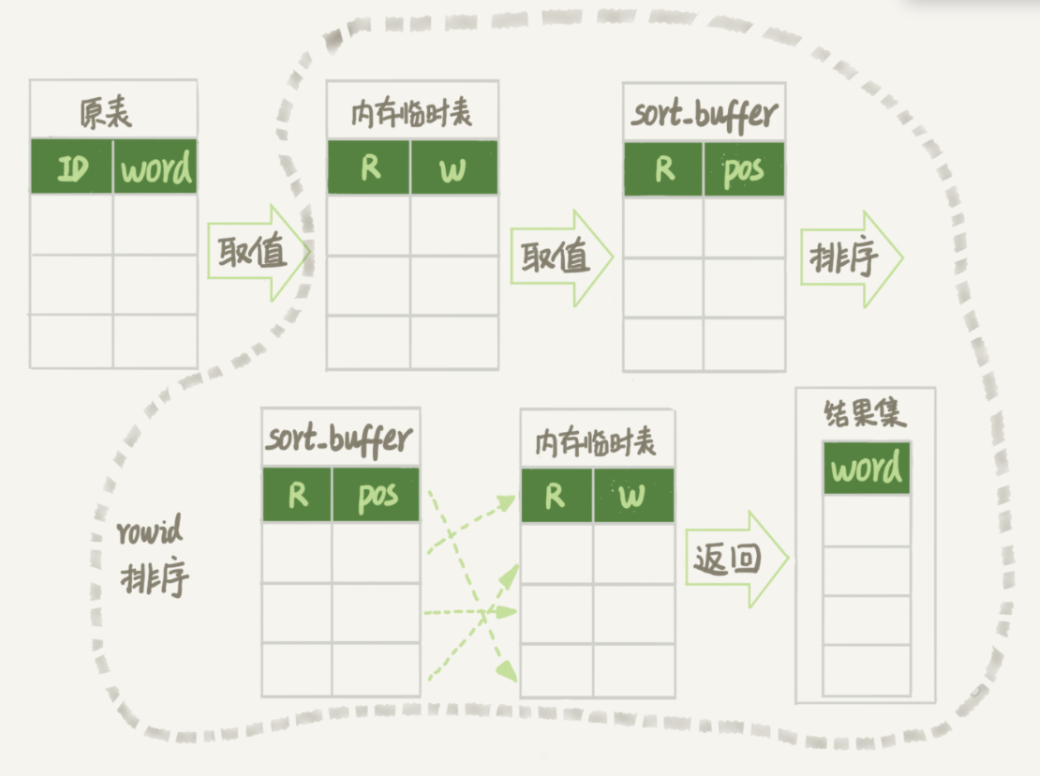 原表
ID word
取值
内存临时表
R W
取值
sort_buffer
R pos
排序
rowid
排序
sort_buffer
R pos
内存临时表
R W
返回
结果集
word